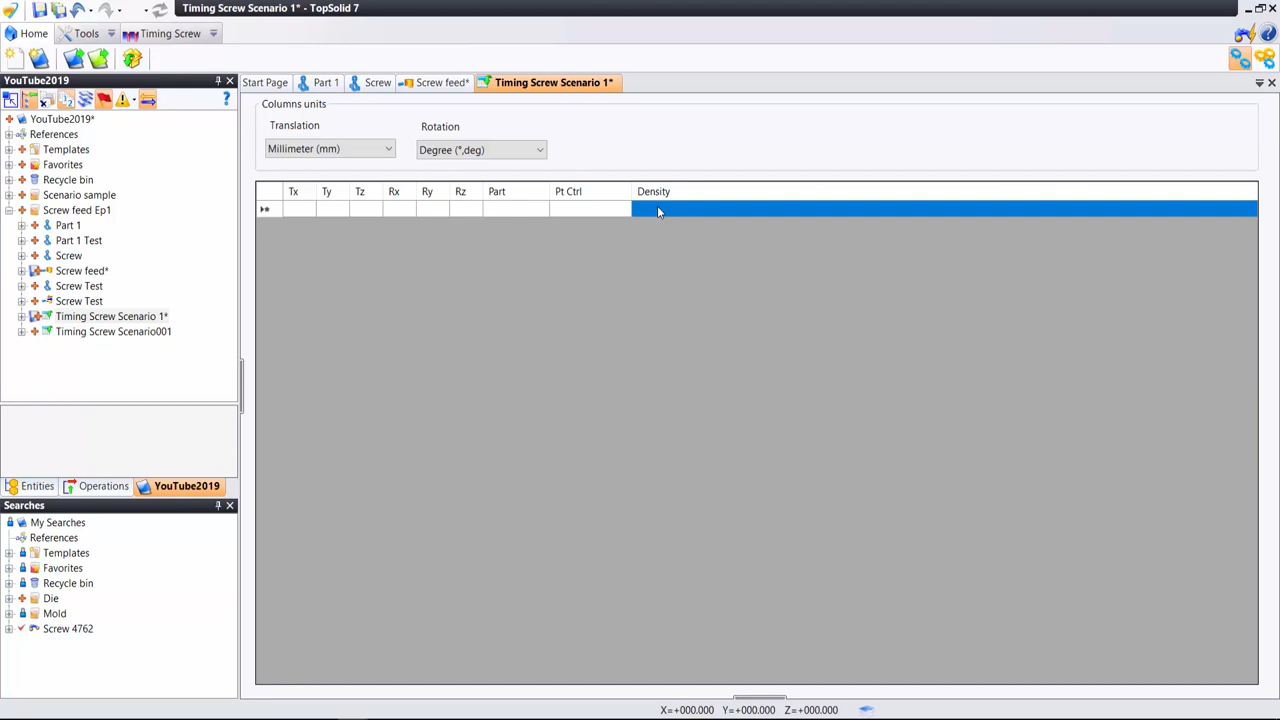 Timing Screw Scenario 1* - TopSolid 7
Home Tools Timing Screw
YouTube2019
Start Page Part 1 Screw Screw feed* Timing Screw Scenario 1*
YouTube2019*
References
Templates
Favorites
Recycle bin
Scenario sample
Screw feed Ep1
Part 1
Part 1 Test
Screw
Screw feed*
Screw Test
Screw Test
Timing Screw Scenario 1*
Timing Screw Scenario001
Columns units
Translation Rotation
Millimeter (mm) Degree (°,deg)
Tx Ty Tz Rx Ry Rz Part Pt Ctrl Density
Entities Operations YouTube2019
Searches
My Searches
References
Templates
Favorites
Recycle bin
Die
Mold
Screw 4762
X=+000.000 Y=+000.000 Z=+000.000